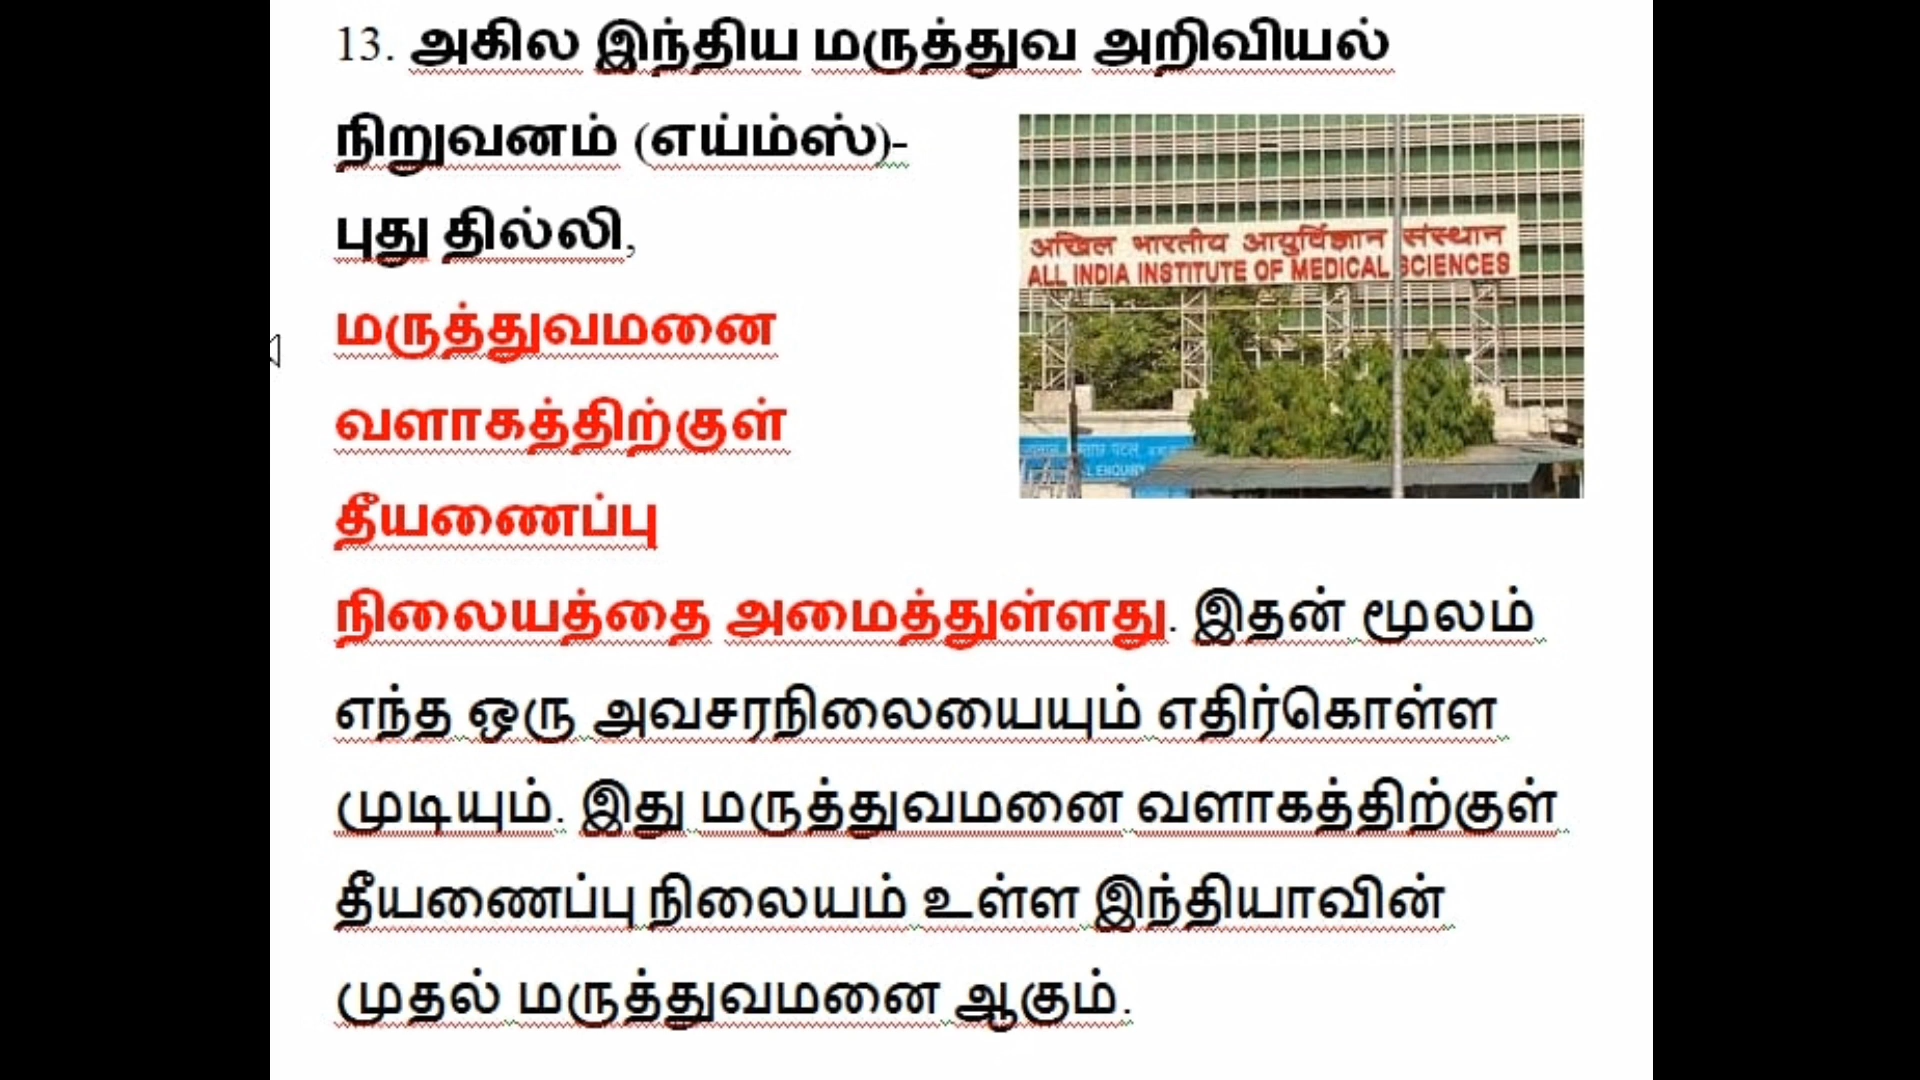 13. அகில இந்திய மருத்துவ அறிவியல்
நிறுவனம் (எய்ம்ஸ்)-
புது தில்லி,
மருத்துவமனை
வளாகத்திற்குள்
தீயணைப்பு
நிலையத்தை அமைத்துள்ளது. இதன் மூலம்
எந்த ஒரு அவசரநிலையையும் எதிர்கொள்ள
முடியும். இது மருத்துவமனை வளாகத்திற்குள்
தீயணைப்பு நிலையம் உள்ள இந்தியாவின்
முதல் மருத்துவமனை ஆகும்.
अखिल भारतीय आयुर्विज्ञान संस्थान
ALL INDIA INSTITUTE OF MEDICAL SCIENCES
ENQUIRY